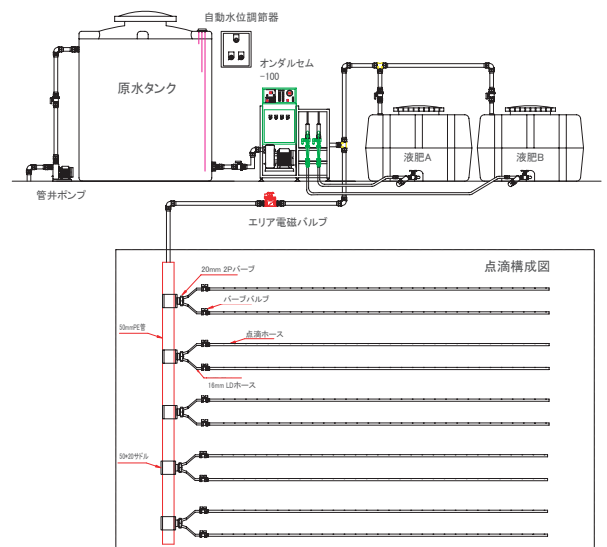 自動水位調節器
原水タンク
オンダルセム
-100
液肥A
液肥B
管井ポンプ
エリア電磁バルブ
点滴構成図
20mm 2Pバーブ
バーブバルブ
50mmPE管
点滴ホース
16mm LDホース
50*20サドル